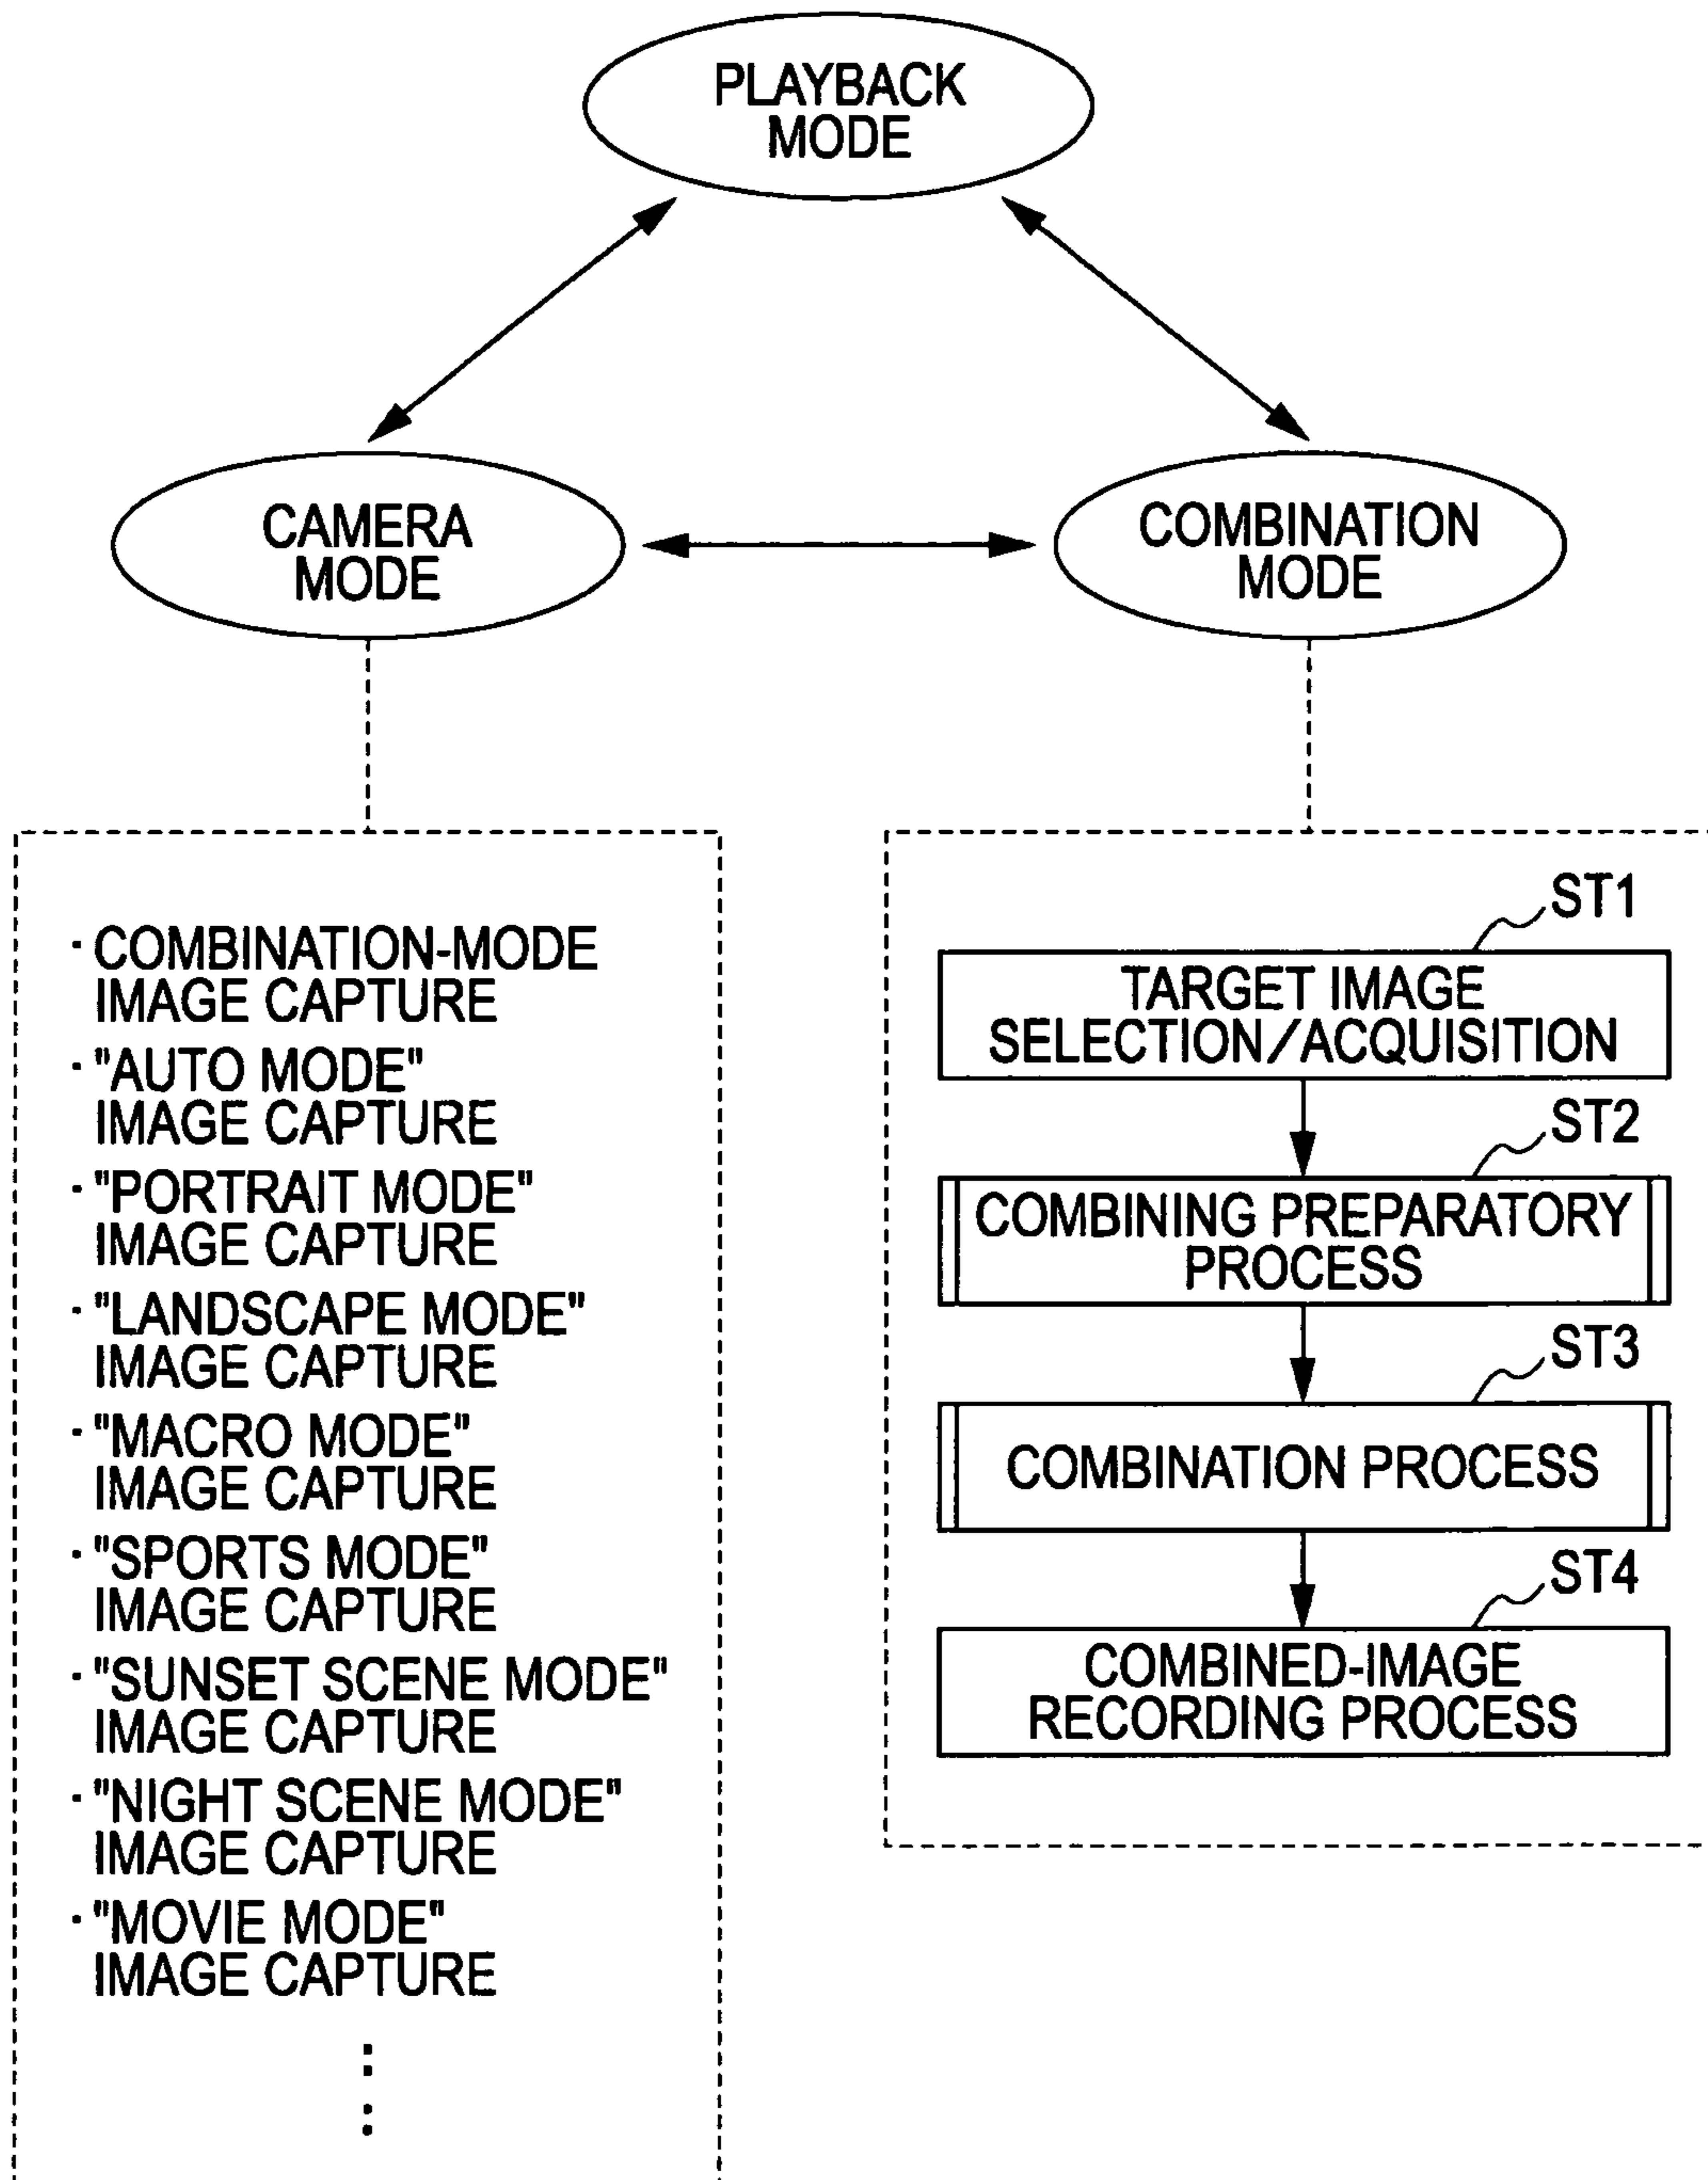 PLAYBACK
MODE
CAMERA
MODE
COMBINATION
MODE
· COMBINATION-MODE
IMAGE CAPTURE
· "AUTO MODE"
IMAGE CAPTURE
· "PORTRAIT MODE"
IMAGE CAPTURE
· "LANDSCAPE MODE"
IMAGE CAPTURE
· "MACRO MODE"
IMAGE CAPTURE
· "SPORTS MODE"
IMAGE CAPTURE
· "SUNSET SCENE MODE"
IMAGE CAPTURE
· "NIGHT SCENE MODE"
IMAGE CAPTURE
· "MOVIE MODE"
IMAGE CAPTURE
ST1
TARGET IMAGE
SELECTION/ACQUISITION
ST2
COMBINING PREPARATORY
PROCESS
ST3
COMBINATION PROCESS
ST4
COMBINED-IMAGE
RECORDING PROCESS